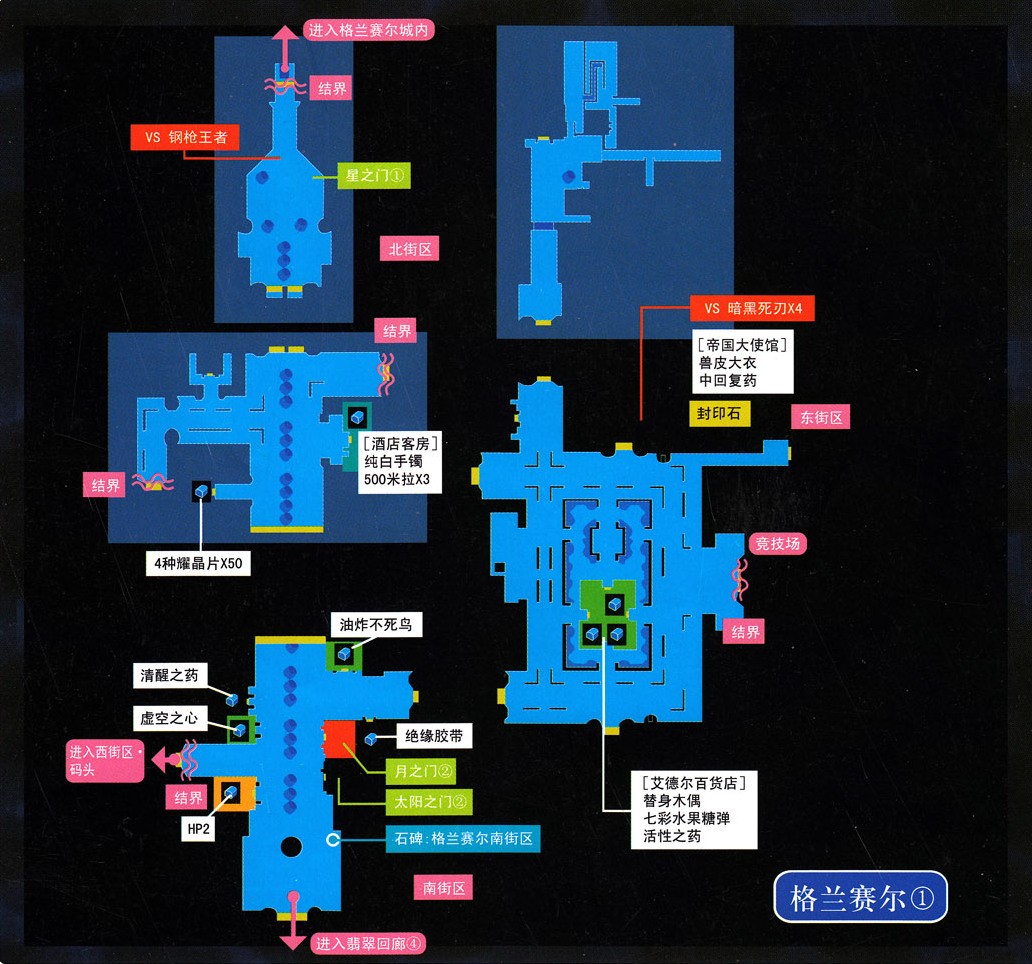 进入格兰赛尔城内
结界
VS 钢枪王者
星之门①
北街区
VS 暗黑死刃X4
[帝国大使馆]
兽皮大衣
中回复药
封印石
东街区
结界
[酒店客房]
纯白手镯
500米拉X3
结界
4种耀晶片X50
竞技场
结界
油炸不死鸟
清醒之药
虚空之心
绝缘胶带
进入西街区·
码头
月之门②
结界
太阳之门②
HP2
石碑:格兰赛尔南街区
[艾德尔百货店]
替身木偶
七彩水果糖弹
活性之药
南街区
格兰赛尔①
进入翡翠回廊④